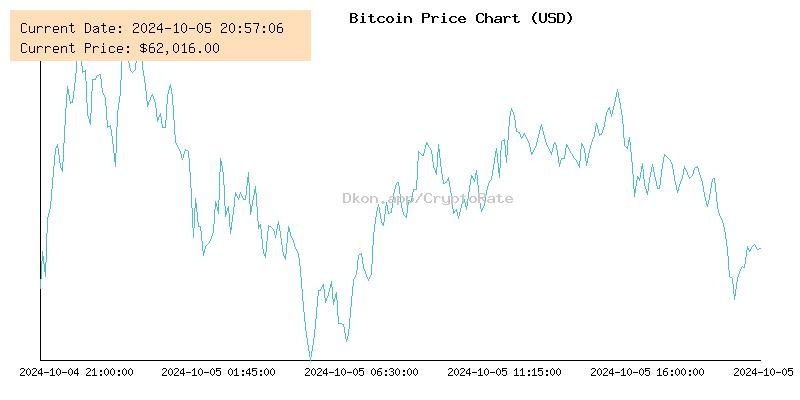 Bitcoin Price Chart (USD)
Current Date: 2024-10-05 20:57:06
Current Price: $62,016.00
Dkon.app/CryptoRate
2024-10-04 21:00:00 2024-10-05 01:45:00 2024-10-05 06:30:00 2024-10-05 11:15:00 2024-10-05 16:00:00 2024-10-05